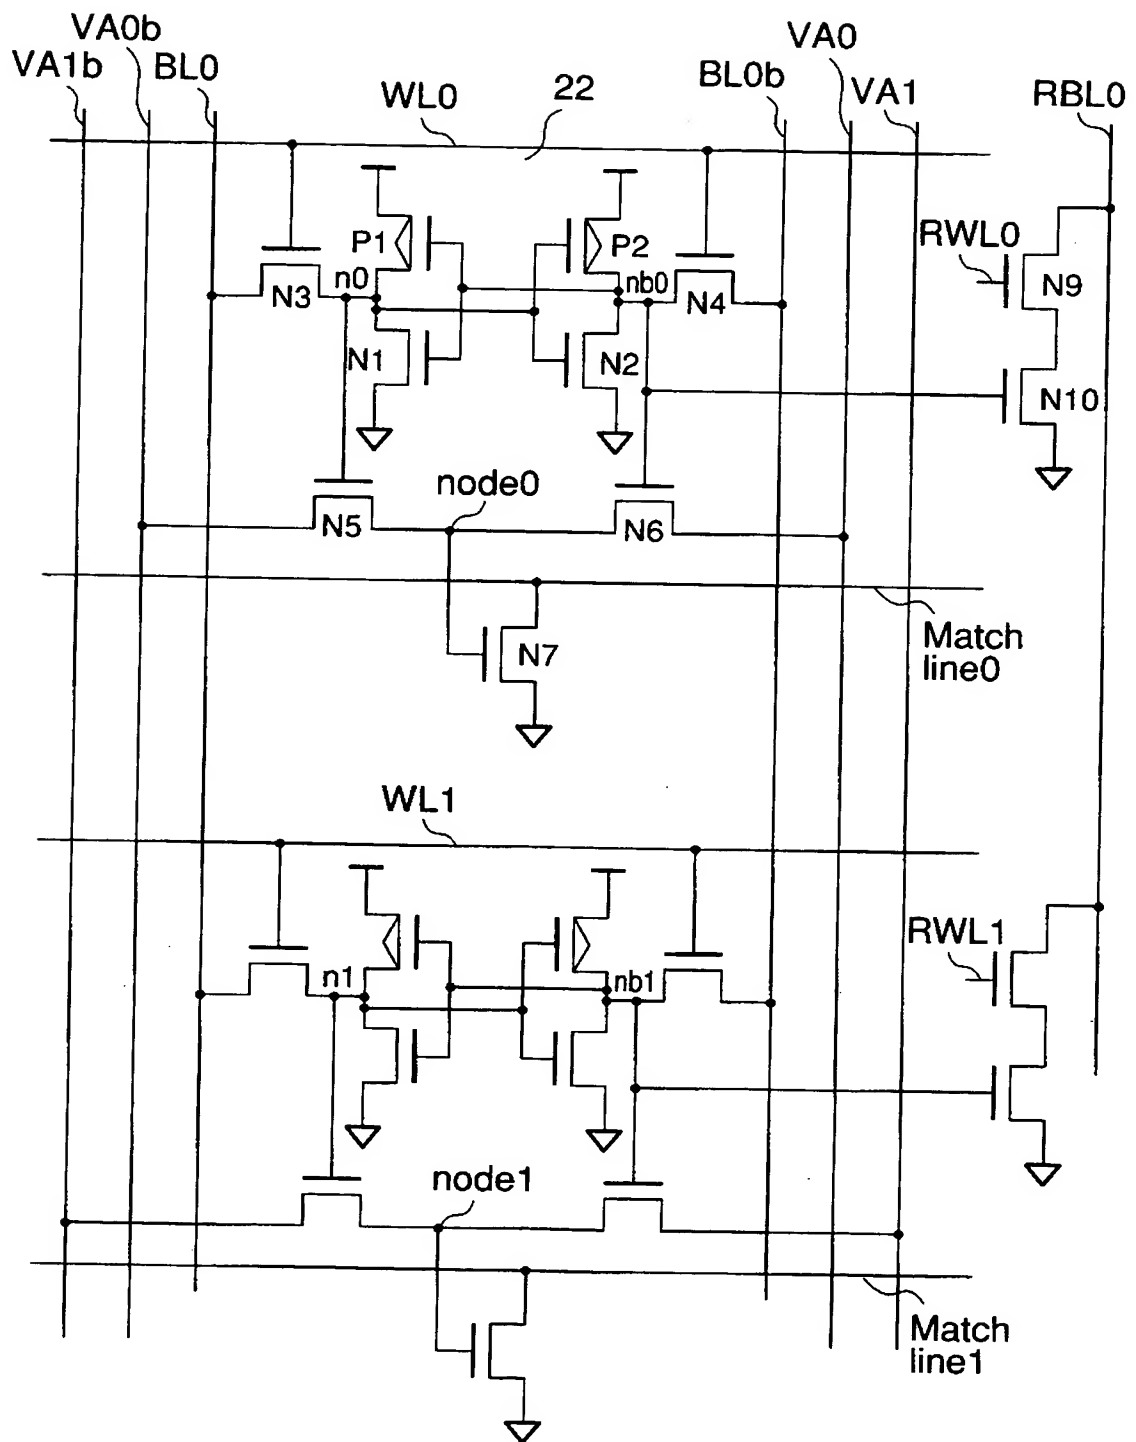 VA0b
VA1b
BL0
WL0
22
BL0b
VA0
VA1
RBL0
P1
P2
RWL0
n0
nb0
N3
N4
N9
N1
N2
N10
node0
N5
N6
N7
Match
line0
WL1
RWL1
n1
nb1
node1
Match
line1